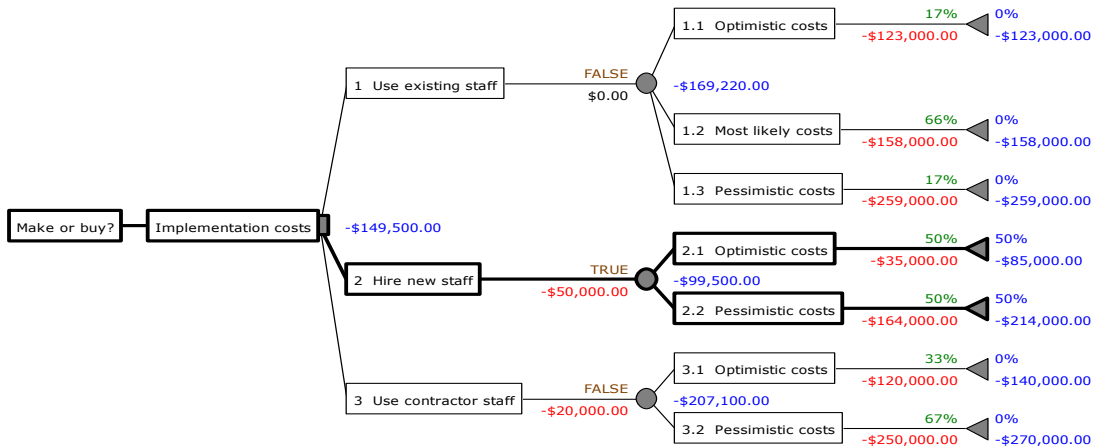 Make or buy?
Implementation costs
-$149,500.00
1 Use existing staff
FALSE
$0.00
-$169,220.00
1.1 Optimistic costs
17%
-$123,000.00
0%
-$123,000.00
1.2 Most likely costs
66%
-$158,000.00
0%
-$158,000.00
1.3 Pessimistic costs
17%
-$259,000.00
0%
-$259,000.00
2 Hire new staff
TRUE
-$50,000.00
-$99,500.00
2.1 Optimistic costs
50%
-$35,000.00
50%
-$85,000.00
2.2 Pessimistic costs
50%
-$164,000.00
50%
-$214,000.00
3 Use contractor staff
FALSE
-$20,000.00
-$207,100.00
3.1 Optimistic costs
33%
-$120,000.00
0%
-$140,000.00
3.2 Pessimistic costs
67%
-$250,000.00
0%
-$270,000.00